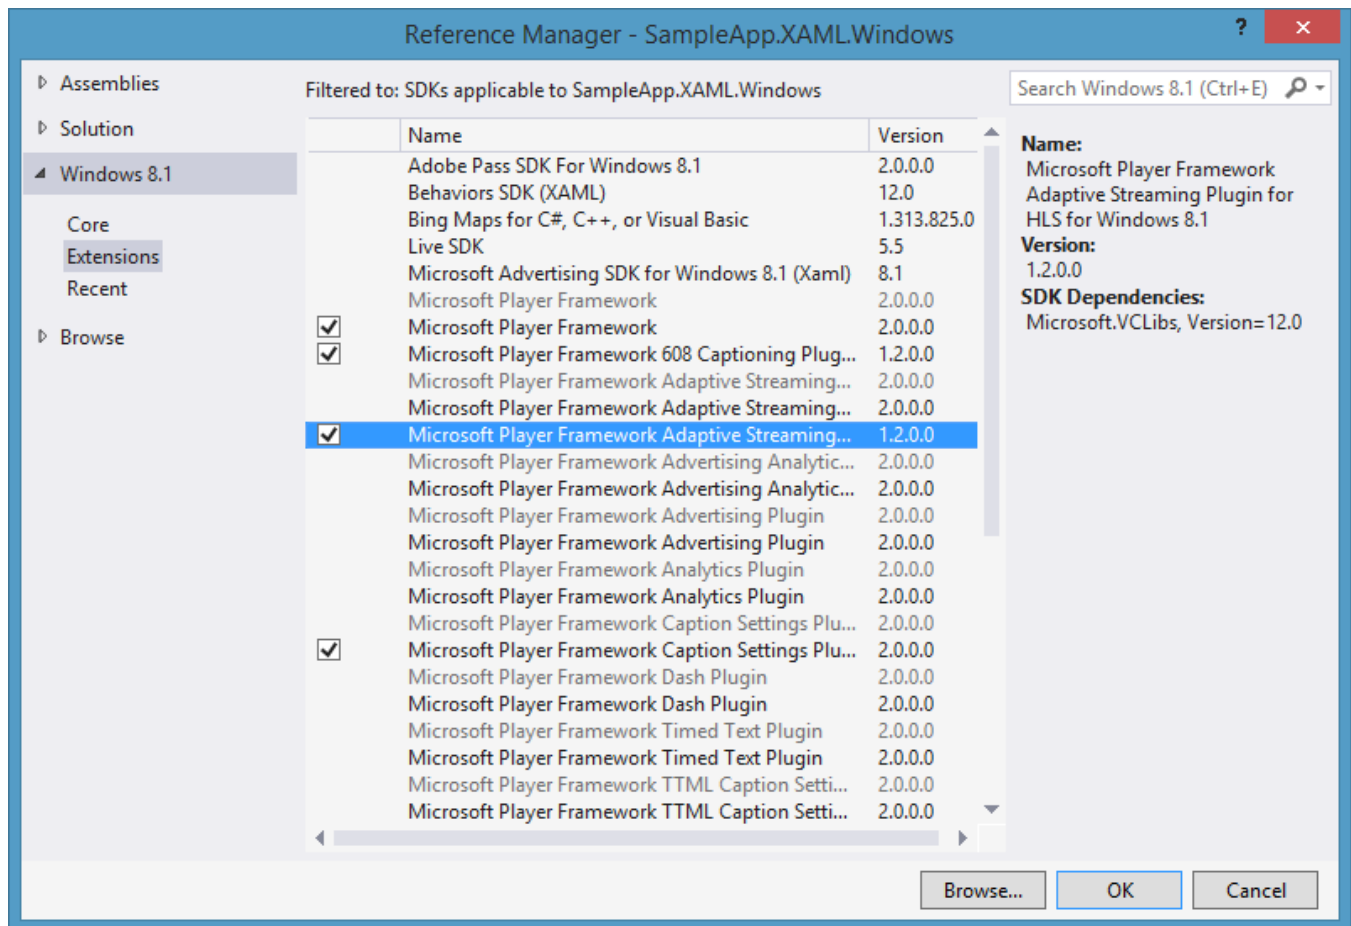 Reference Manager - SampleApp.XAML.Windows
?
Assemblies
Solution
Windows 8.1
Core
Extensions
Recent
Browse
Filtered to: SDKs applicable to SampleApp.XAML.Windows
Name Version
Adobe Pass SDK For Windows 8.1 2.0.0.0
Behaviors SDK (XAML) 12.0
Bing Maps for C#, C++, or Visual Basic 1.313.825.0
Live SDK 5.5
Microsoft Advertising SDK for Windows 8.1 (Xaml) 8.1
Microsoft Player Framework 2.0.0.0
Microsoft Player Framework 2.0.0.0
Microsoft Player Framework 608 Captioning Plug... 1.2.0.0
Microsoft Player Framework Adaptive Streaming... 2.0.0.0
Microsoft Player Framework Adaptive Streaming... 2.0.0.0
Microsoft Player Framework Adaptive Streaming... 1.2.0.0
Microsoft Player Framework Advertising Analytic... 2.0.0.0
Microsoft Player Framework Advertising Analytic... 2.0.0.0
Microsoft Player Framework Advertising Plugin 2.0.0.0
Microsoft Player Framework Advertising Plugin 2.0.0.0
Microsoft Player Framework Analytics Plugin 2.0.0.0
Microsoft Player Framework Analytics Plugin 2.0.0.0
Microsoft Player Framework Caption Settings Plu... 2.0.0.0
Microsoft Player Framework Caption Settings Plu... 2.0.0.0
Microsoft Player Framework Dash Plugin 2.0.0.0
Microsoft Player Framework Dash Plugin 2.0.0.0
Microsoft Player Framework Timed Text Plugin 2.0.0.0
Microsoft Player Framework Timed Text Plugin 2.0.0.0
Microsoft Player Framework TTML Caption Setti... 2.0.0.0
Microsoft Player Framework TTML Caption Setti... 2.0.0.0
Search Windows 8.1 (Ctrl+E)
Name:
Microsoft Player Framework
Adaptive Streaming Plugin for
HLS for Windows 8.1
Version:
1.2.0.0
SDK Dependencies:
Microsoft.VCLibs, Version=12.0
Browse... OK Cancel